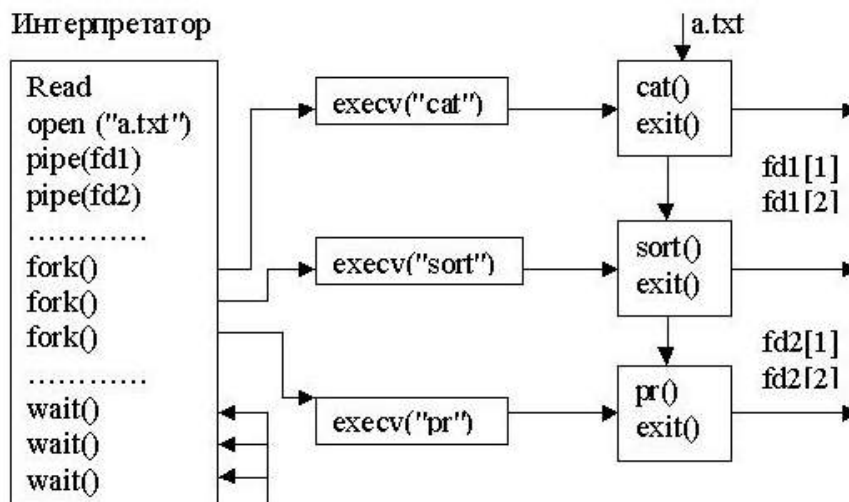 Интерпретатор
Read
open ("a.txt")
pipe(fd1)
pipe(fd2)
............
fork()
fork()
fork()
............
wait()
wait()
wait()
execv("cat")
execv("sort")
execv("pr")
a.txt
cat()
exit()
fd1[1]
fd1[2]
sort()
exit()
fd2[1]
fd2[2]
pr()
exit()